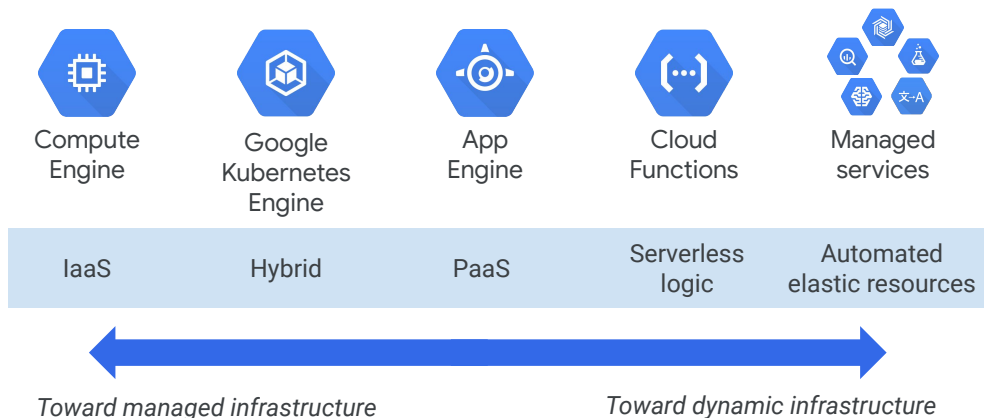 文→A
Compute
Engine
Google
Kubernetes
Engine
App
Engine
Cloud
Functions
Managed
services
IaaS
Hybrid
PaaS
Serverless
logic
Automated
elastic resources
Toward managed infrastructure
Toward dynamic infrastructure